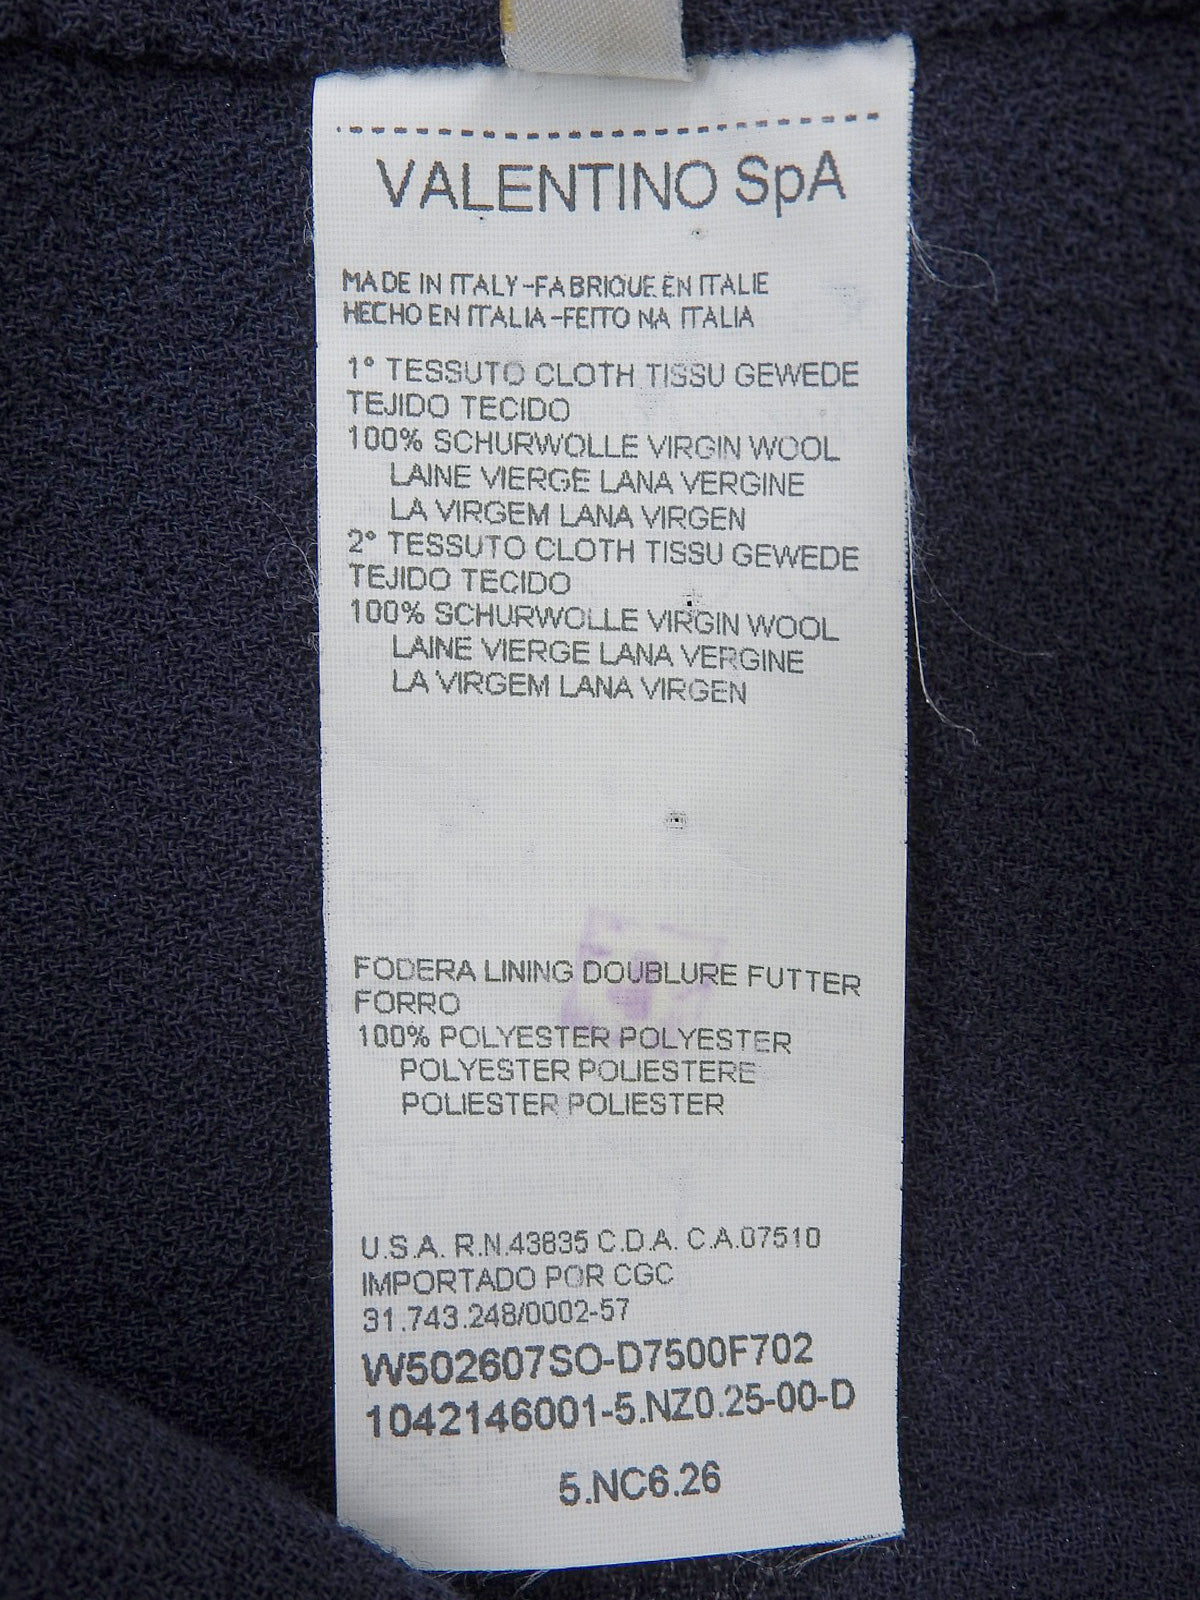 VALENTINO SpA
MADE IN ITALY-FABRIQUE EN ITALIE
HECHO EN ITALIA-FEITO NA ITALIA
1° TESSUTO CLOTH TISSU GEWEDE
TEJIDO TECIDO
100% SCHURWOLLE VIRGIN WOOL
LAINE VIERGE LANA VERGINE
LA VIRGEM LANA VIRGEN
2° TESSUTO CLOTH TISSU GEWEDE
TEJIDO TECIDO
100% SCHURWOLLE VIRGIN WOOL
LAINE VIERGE LANA VERGINE
LA VIRGEM LANA VIRGEN
FODERA LINING DOUBLURE FUTTER
FORRO
100% POLYESTER POLYESTER
POLYESTER POLIESTERE
POLIESTER POLIESTER
U.S.A. R.N.43835 C.D.A. C.A.07510
IMPORTADO POR CGC
31.743.248/0002-57
W502607SO-D7500F702
1042146001-5.NZ0.25-00-D
5.NC6.26